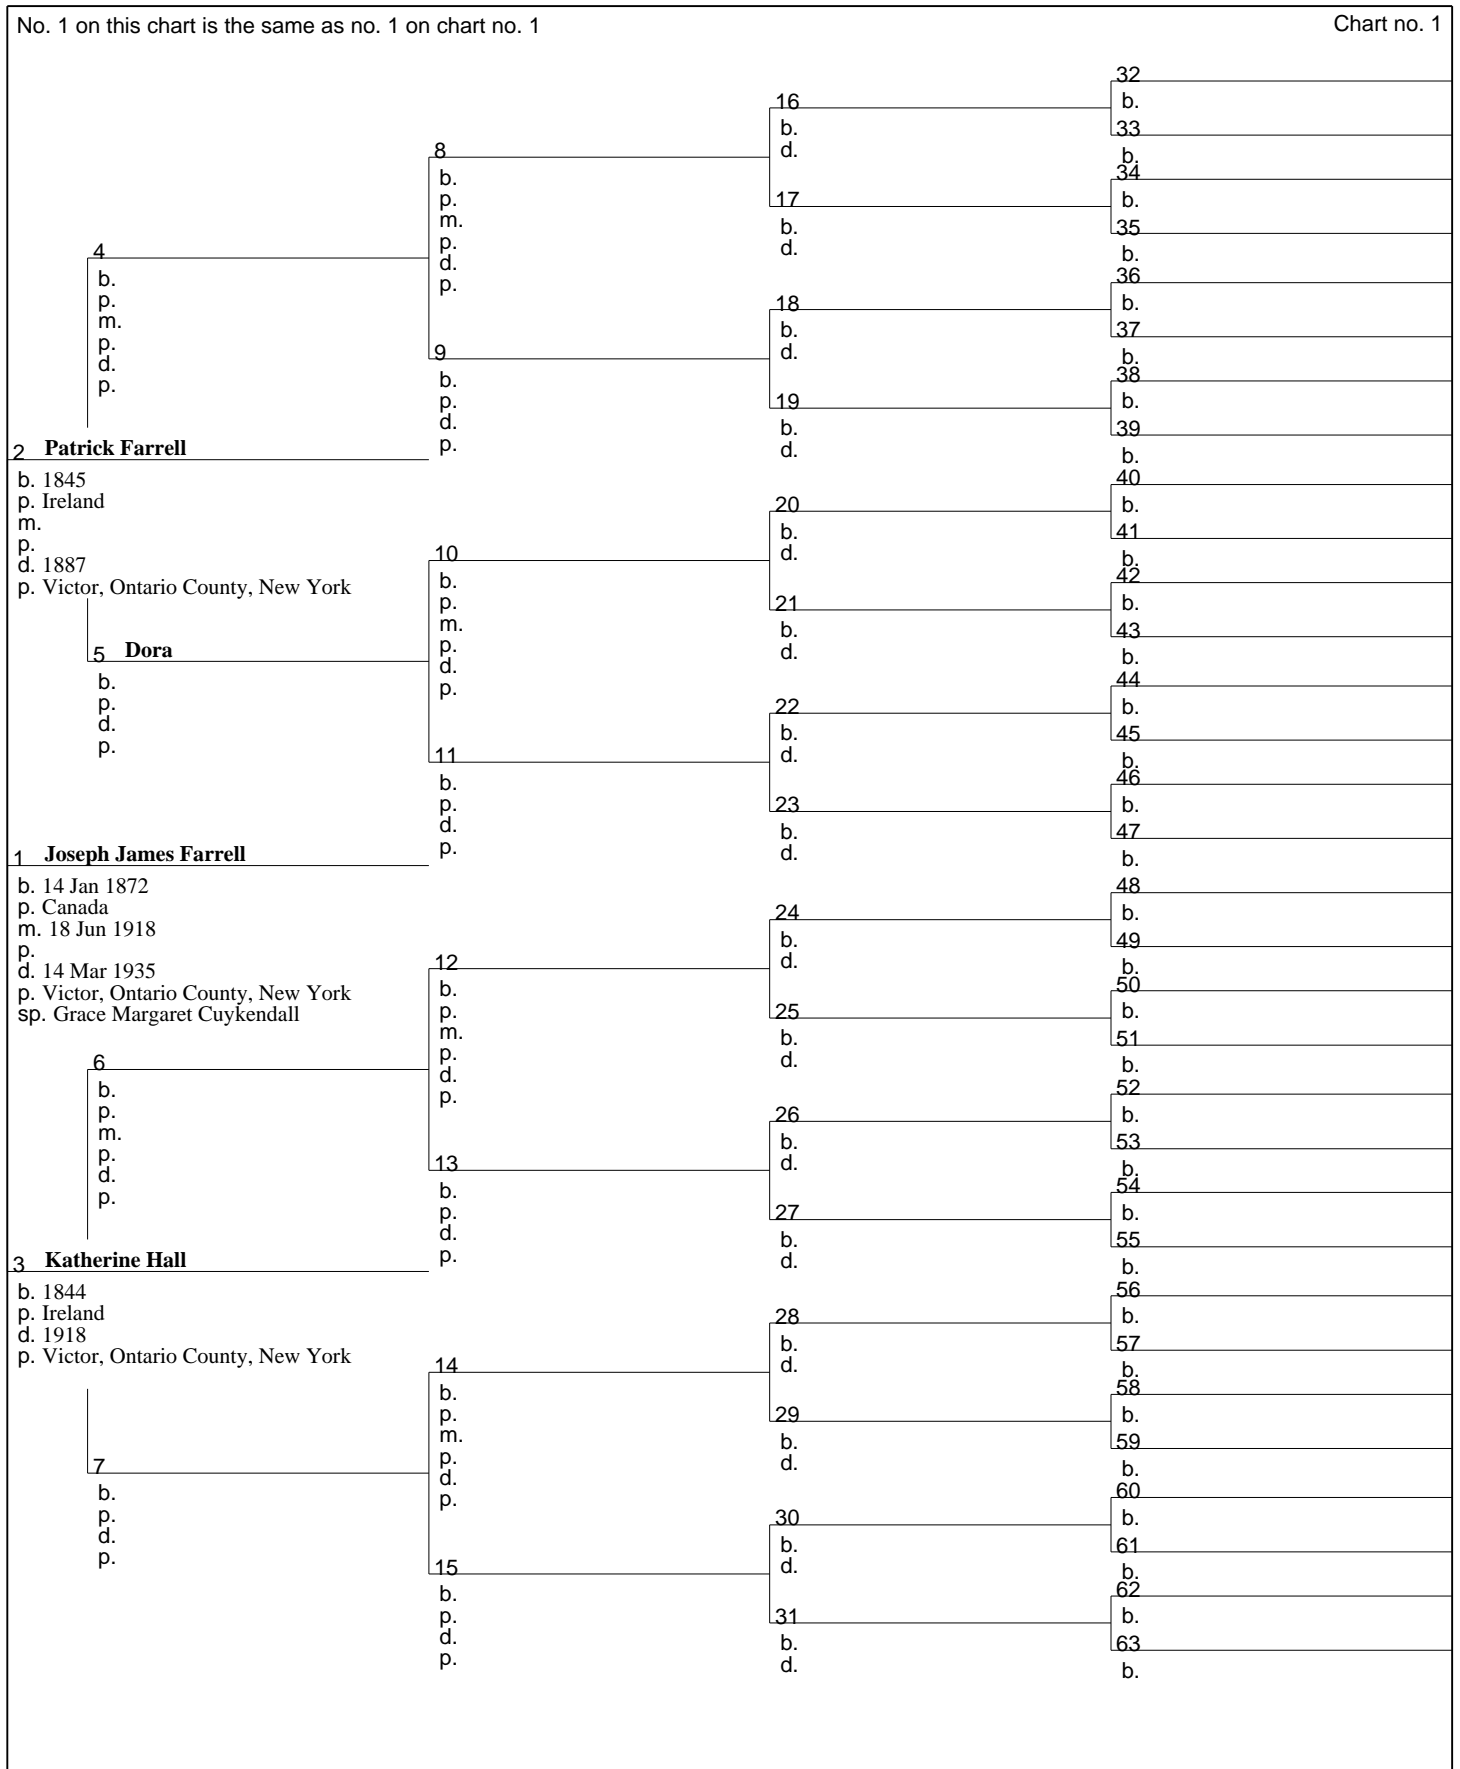 No. 1 on this chart is the same as no. 1 on chart no. 1
Chart no. 1
4
b.
p.
m.
p.
d.
p.
2 Patrick Farrell
b. 1845
p. Ireland
m.
p.
d. 1887
p. Victor, Ontario County, New York
5 Dora
b.
p.
d.
p.
1 Joseph James Farrell
b. 14 Jan 1872
p. Canada
m. 18 Jun 1918
p.
d. 14 Mar 1935
p. Victor, Ontario County, New York
sp. Grace Margaret Cuykendall
6
b.
p.
m.
p.
d.
p.
3 Katherine Hall
b. 1844
p. Ireland
d. 1918
p. Victor, Ontario County, New York
7
b.
p.
d.
p.
8
b.
p.
m.
p.
d.
p.
9
b.
p.
d.
p.
10
b.
p.
m.
p.
d.
p.
11
b.
p.
d.
p.
12
b.
p.
m.
p.
d.
p.
13
b.
p.
d.
p.
14
b.
p.
m.
p.
d.
p.
15
b.
p.
d.
p.
16
b.
d.
17
b.
d.
18
b.
d.
19
b.
d.
20
b.
d.
21
b.
d.
22
b.
d.
23
b.
d.
24
b.
d.
25
b.
d.
26
b.
d.
27
b.
d.
28
b.
d.
29
b.
d.
30
b.
d.
31
b.
d.
32
b.
33
b.
34
b.
35
b.
36
b.
37
b.
38
b.
39
b.
40
b.
41
b.
42
b.
43
b.
44
b.
45
b.
46
b.
47
b.
48
b.
49
b.
50
b.
51
b.
52
b.
53
b.
54
b.
55
b.
56
b.
57
b.
58
b.
59
b.
60
b.
61
b.
62
b.
63
b.